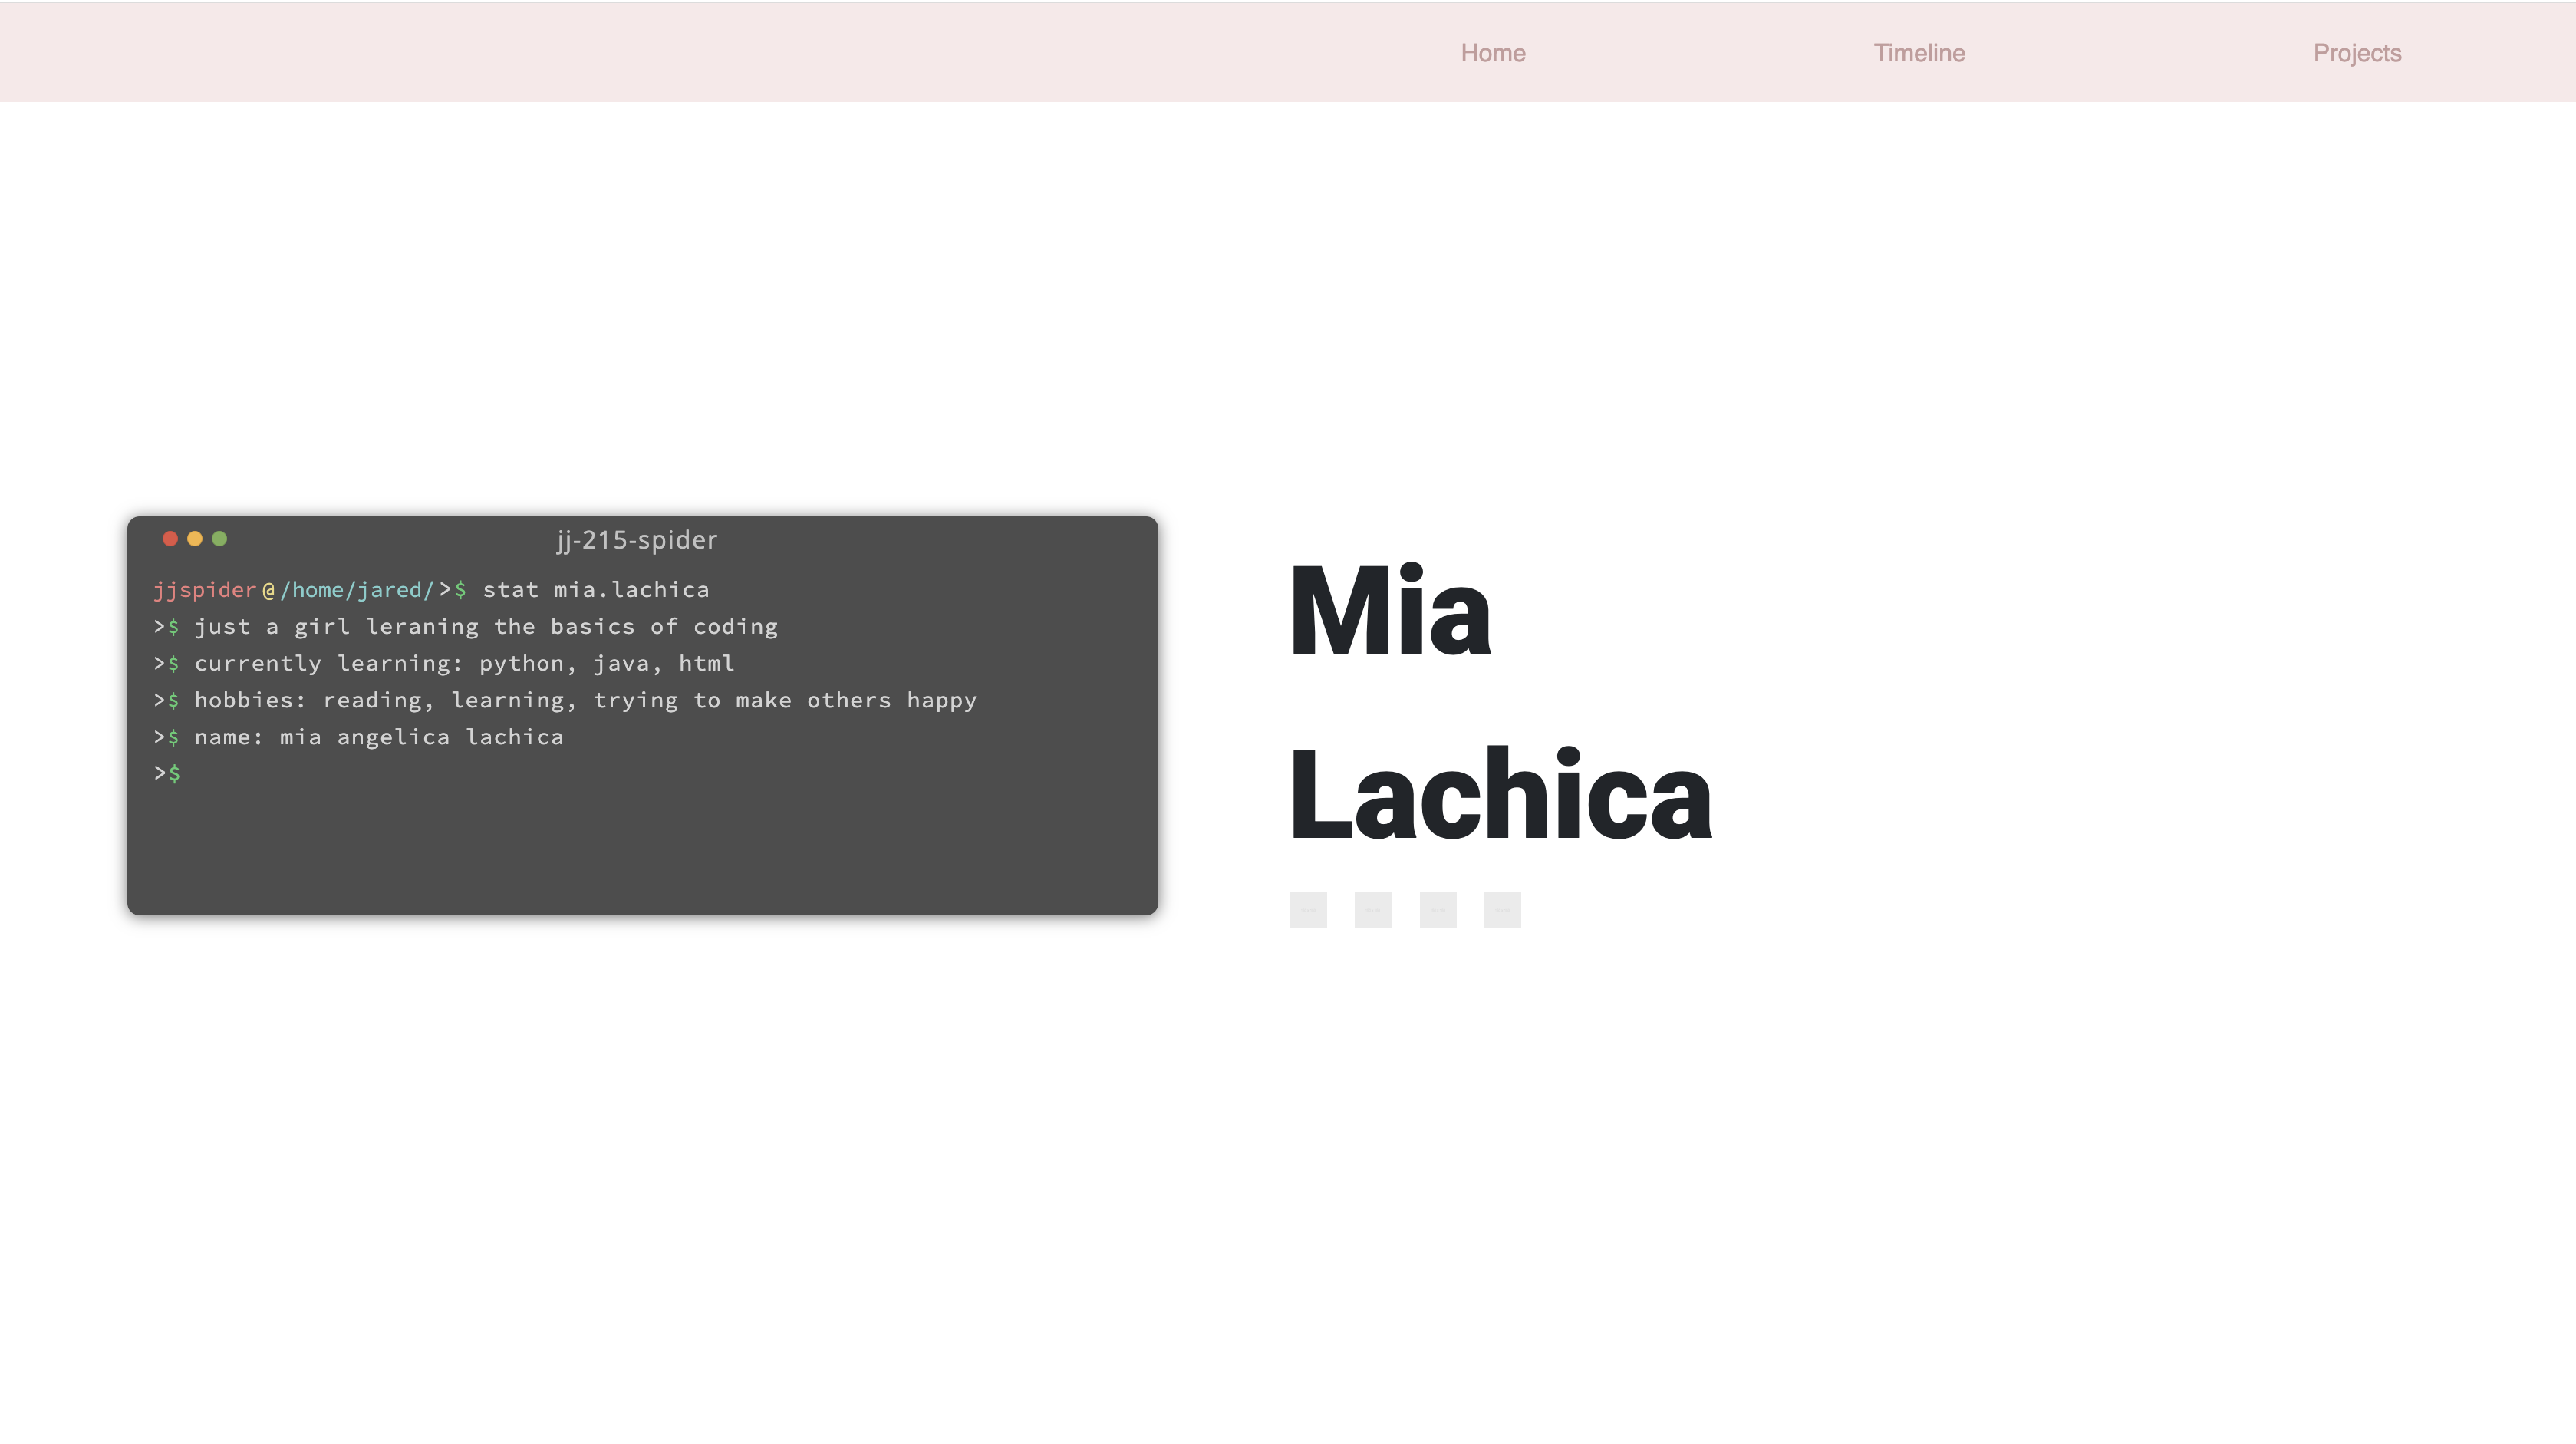 Home Timeline Projects
jj-215-spider
jjspider@/home/jared/>$ stat mia.lachica
>$ just a girl leraning the basics of coding
>$ currently learning: python, java, html
>$ hobbies: reading, learning, trying to make others happy
>$ name: mia angelica lachica
>$
Mia
Lachica